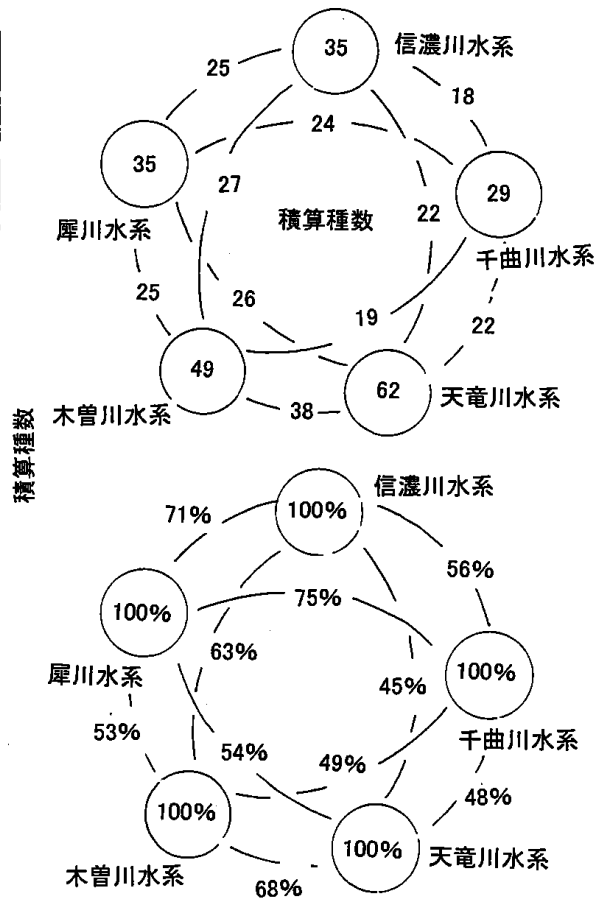 35
信濃川水系
25
18
24
35
27
29
積算種数
22
犀川水系
千曲川水系
25
26
19
22
49
62
天竜川水系
木曽川水系
38
積算種数
信濃川水系
71%
100%
56%
75%
100%
63%
100%
45%
犀川水系
53%
千曲川水系
54%
49%
48%
100%
100%
天竜川水系
木曽川水系
68%